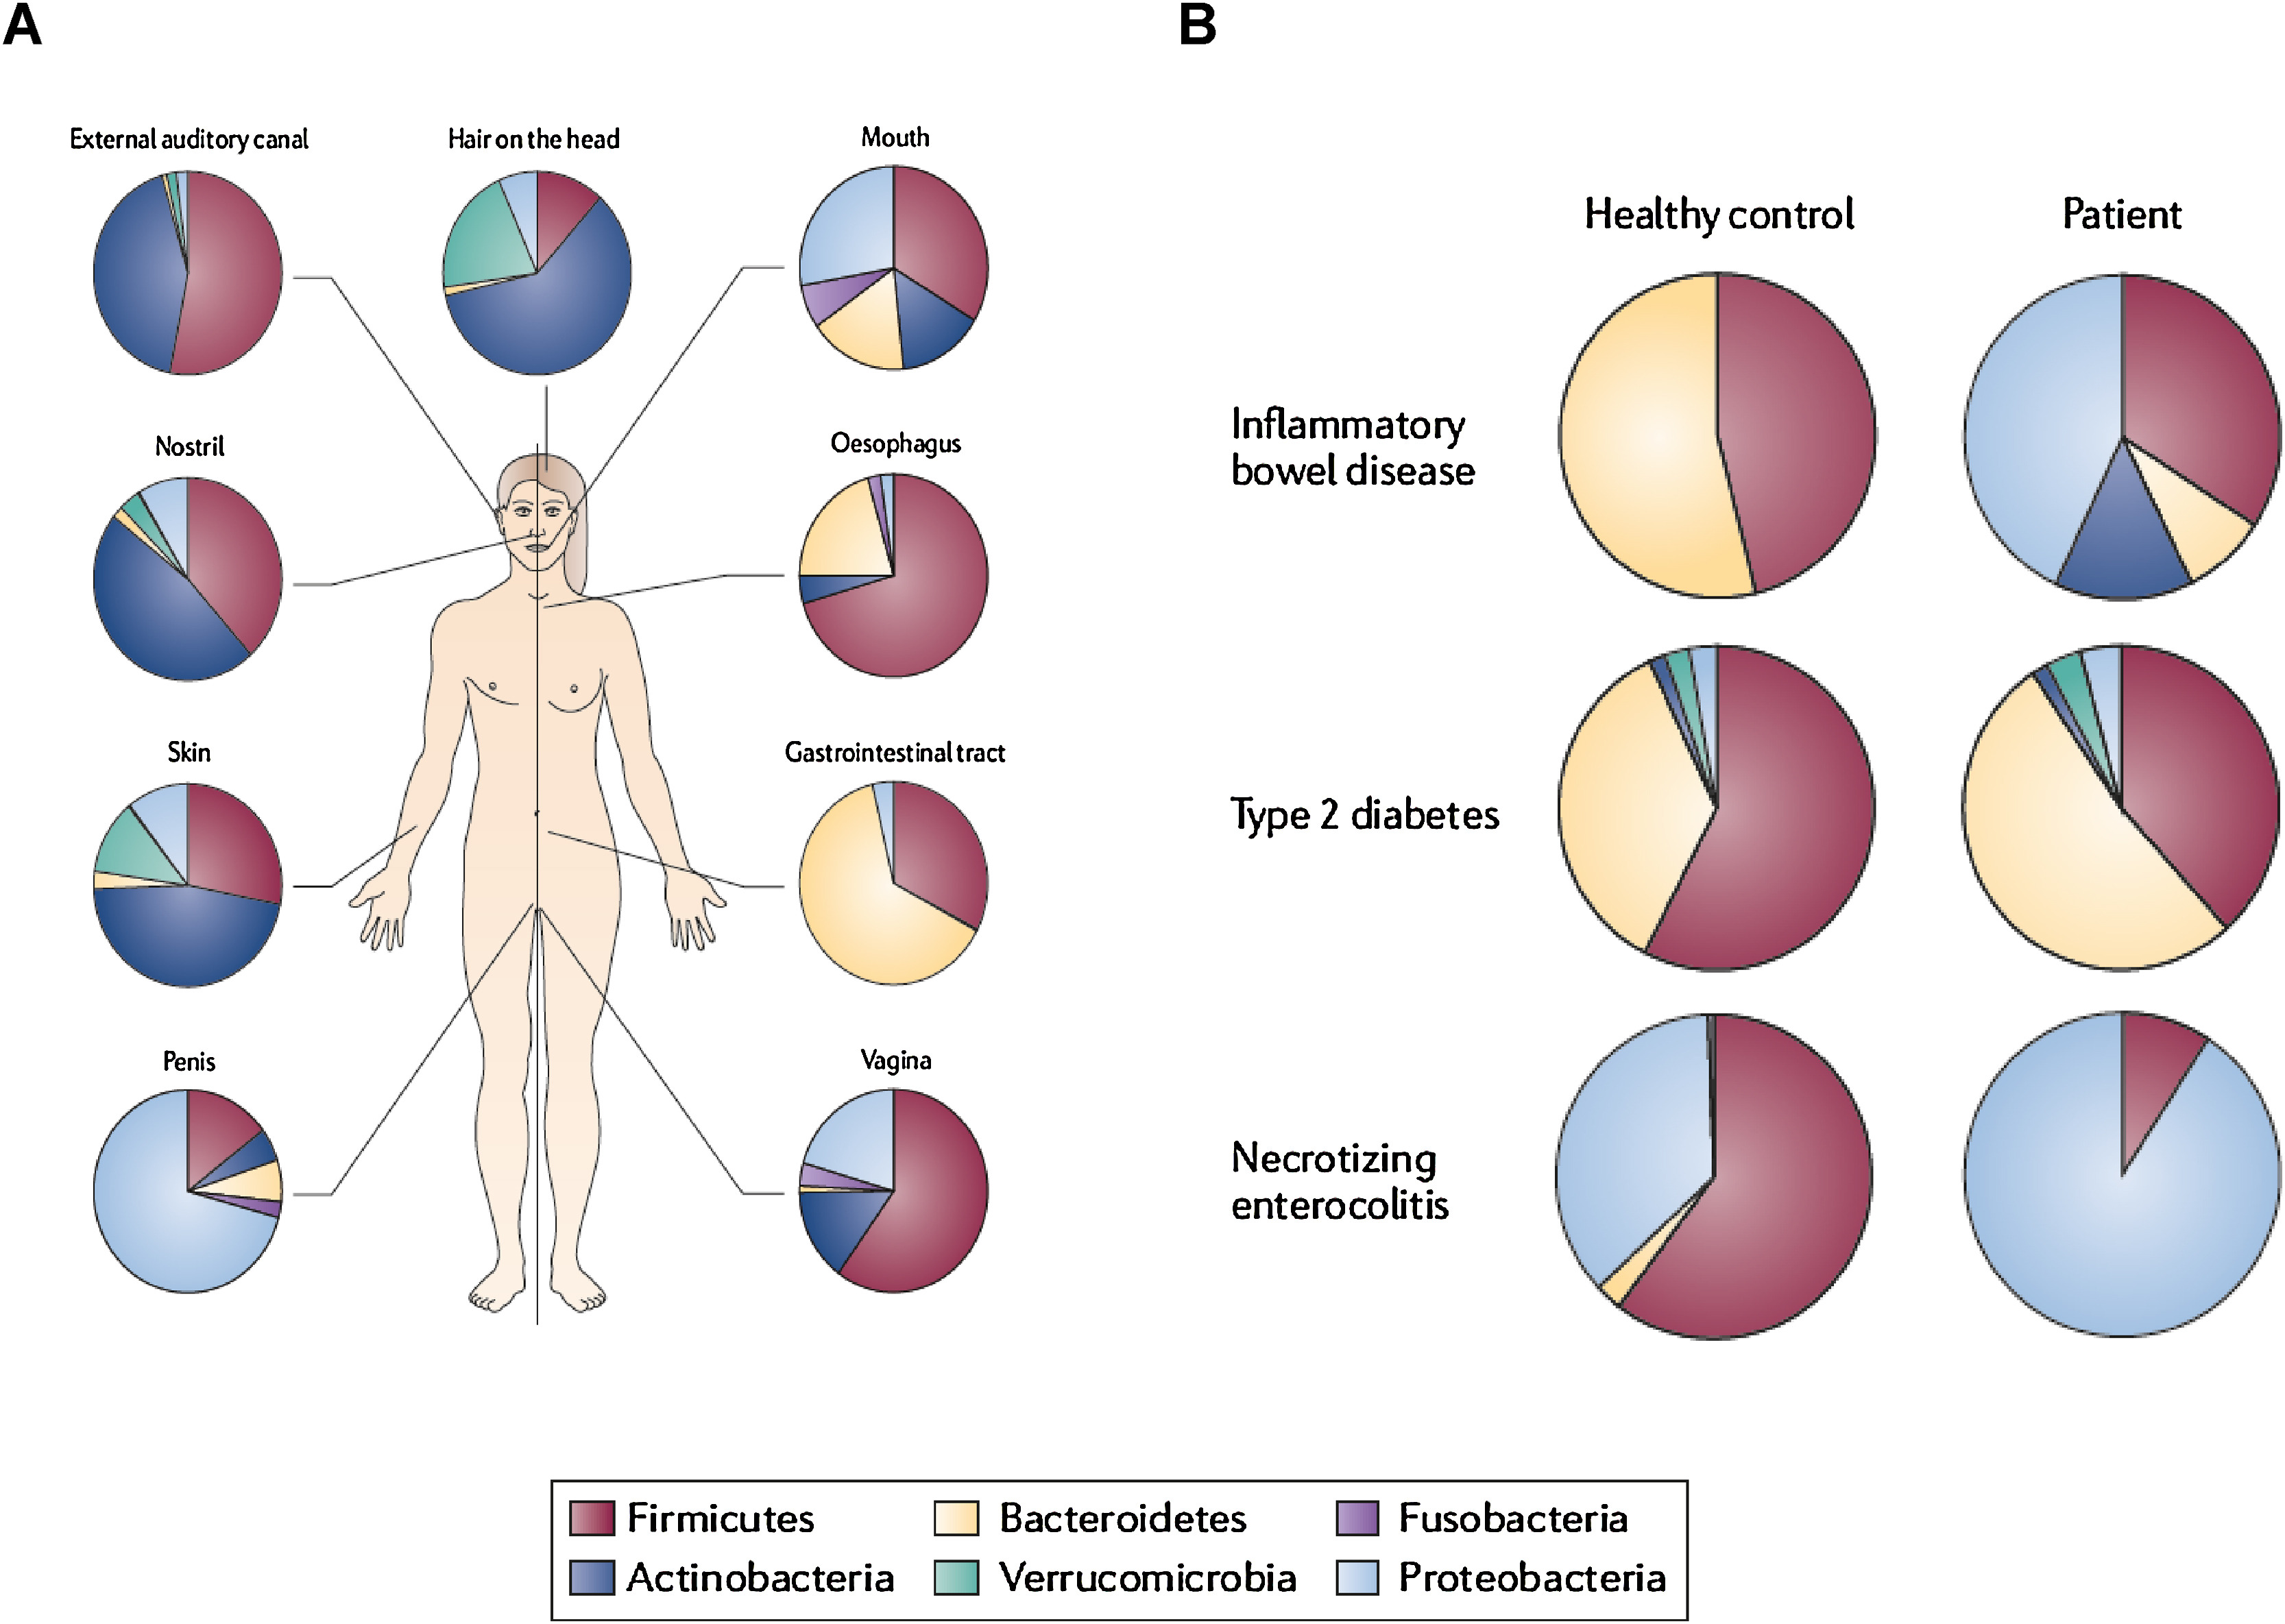 A
B
External auditory canal
Hair on the head
Mouth
Nostril
Oesophagus
Skin
Gastrointestinal tract
Penis
Vagina
Healthy control
Patient
Inflammatory
bowel disease
Type 2 diabetes
Necrotizing
enterocolitis
Firmicutes
Bacteroidetes
Fusobacteria
Actinobacteria
Verrucomicrobia
Proteobacteria